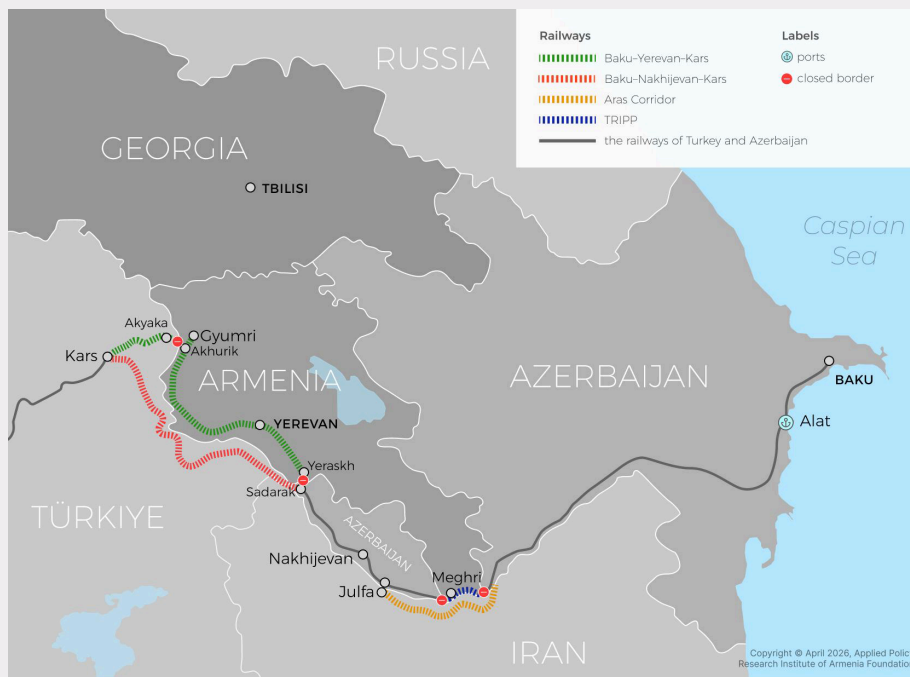 Railways
Baku-Yerevan-Kars
Baku-Nakhijevan-Kars
Aras Corridor
TRIPP
the railways of Turkey and Azerbaijan
Labels
ports
closed border
RUSSIA
GEORGIA
TBILISI
Caspian
Sea
Akyaka
Gyumri
Akhurik
Kars
ARMENIA
AZERBAIJAN
BAKU
Alat
YEREVAN
Yeraskh
Sadarak
TÜRKIYE
AZERBAIJAN
Nakhijevan
Meghri
Julfa
IRAN
Copyright © April 2026, Applied Policy
Research Institute of Armenia Foundation